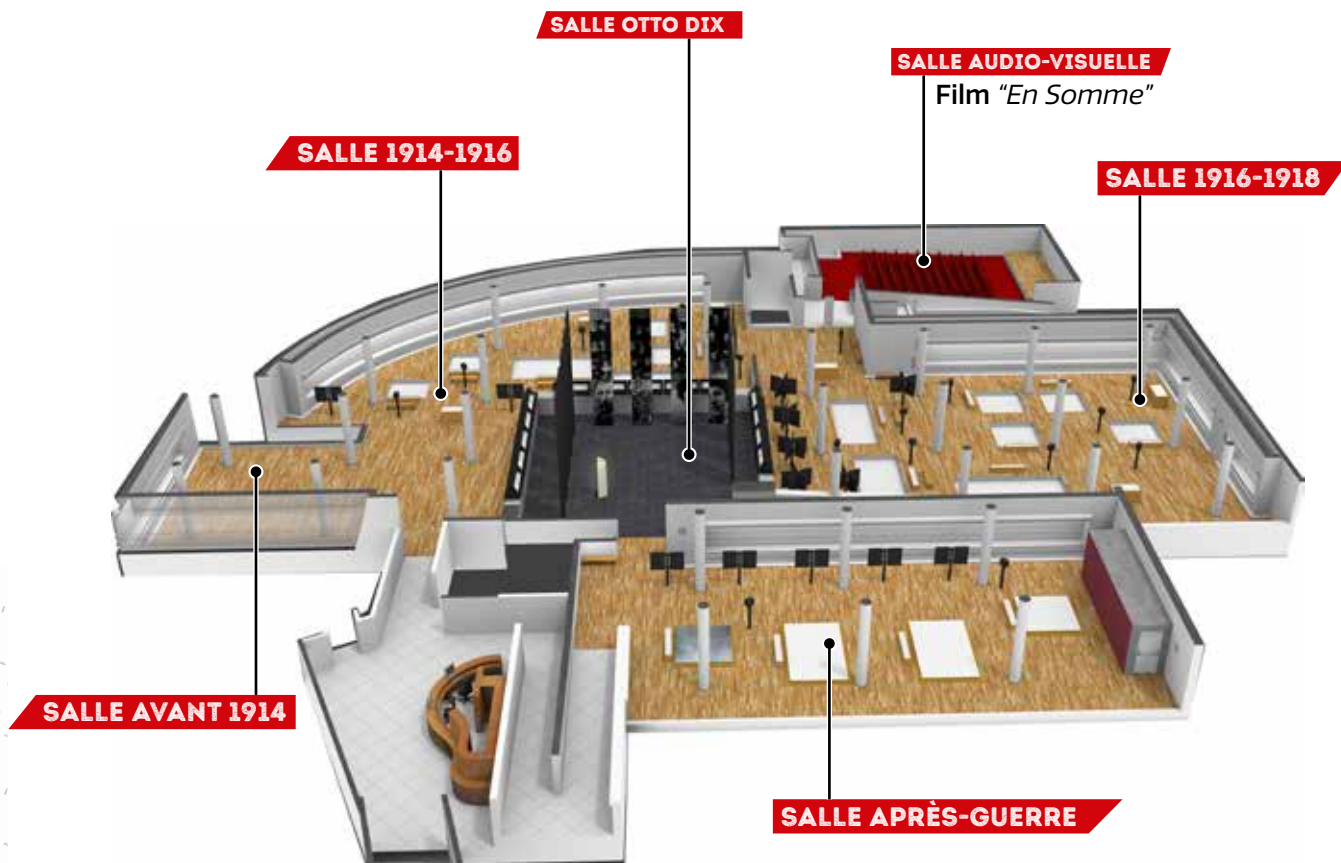 SALLE OTTO DIX
SALLE AUDIO-VISUELLE
Film "En Somme"
SALLE 1914-1916
SALLE 1916-1918
SALLE AVANT 1914
SALLE APRÈS-GUERRE